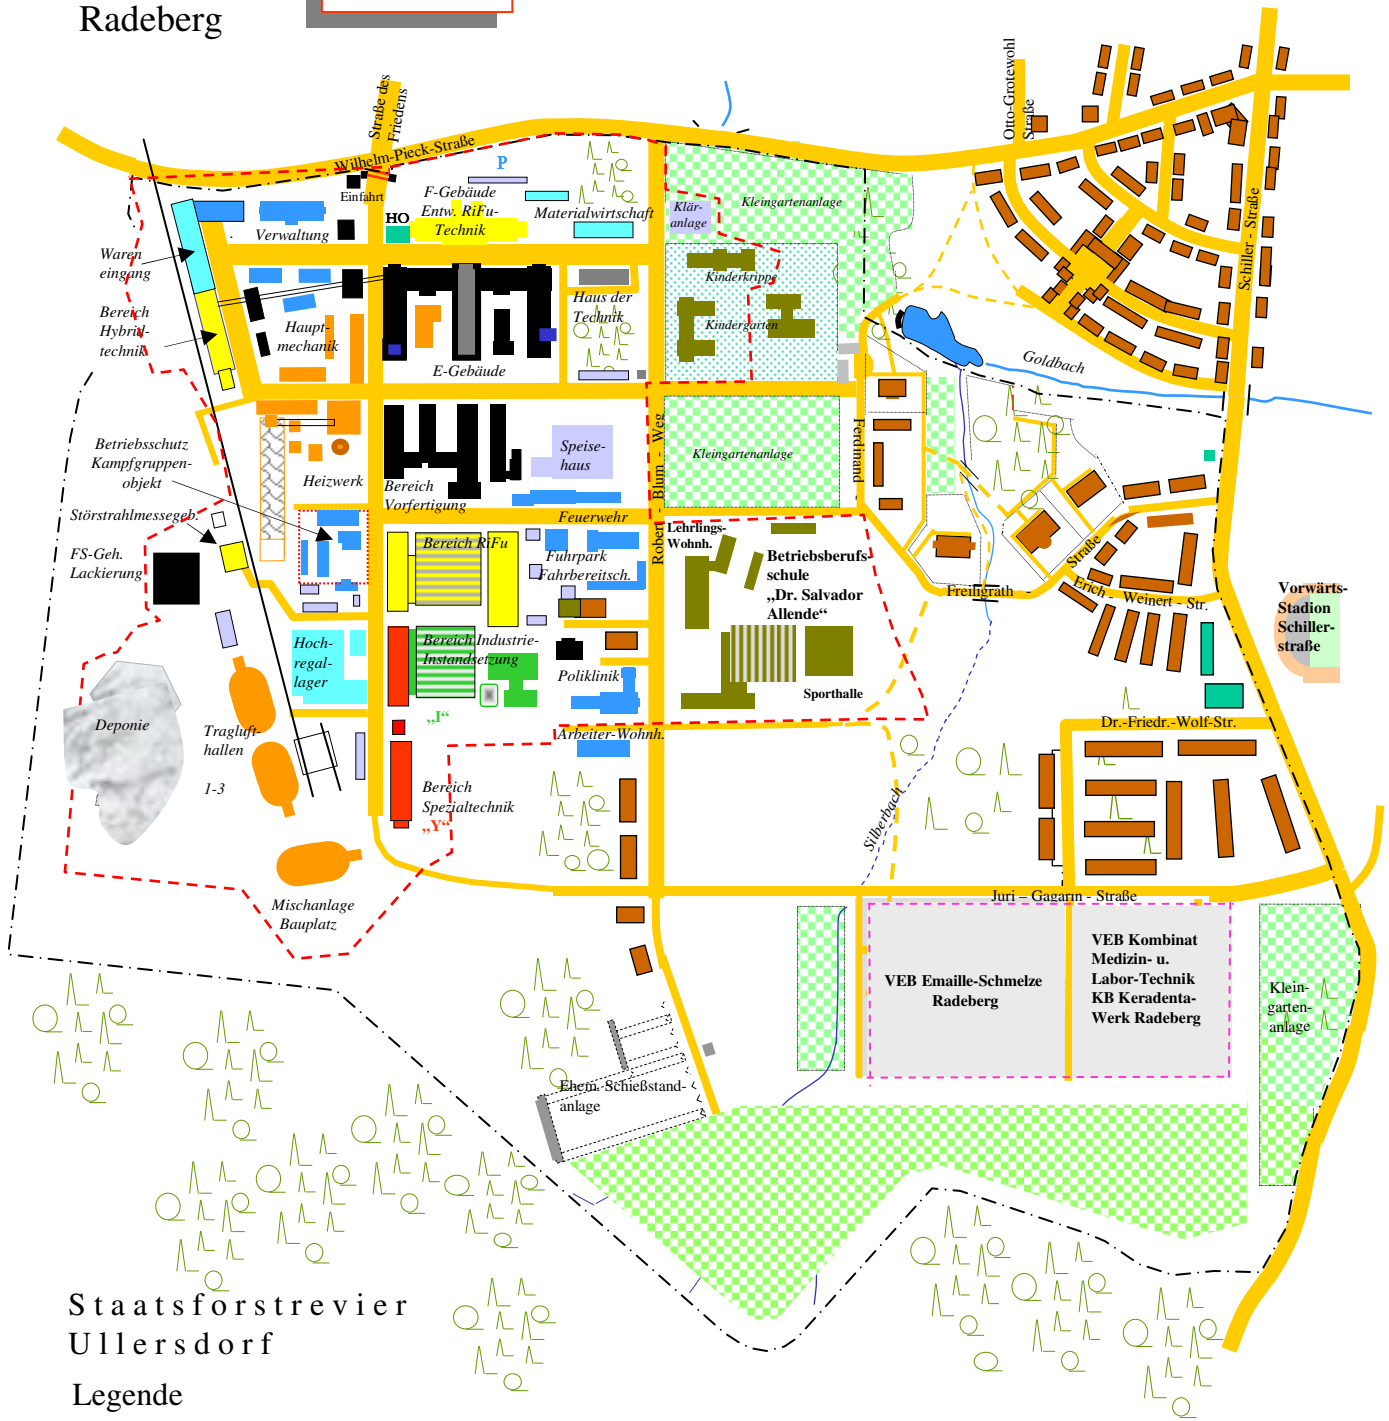 Radeberg
Straße des
Friedens
Wilhelm-Pieck-Straße
Otto-Grotewohl
Straße
P
Einfahrt
F-Gebäude
Entw. RiFu-
Technik
HO
Materialwirtschaft
Klär-
anlage
Kleingartenanlage
Verwaltung
Waren
eingang
Schiller - Straße
Kinderkrippe
Haus der
Technik
Bereich
Hybrid-
technik
Haupt-
mechanik
Kindergarten
E-Gebäude
Goldbach
Betriebsschutz
Kampfgruppen-
objekt
Speise-
haus
Robert - Blum - Weg
Kleingartenanlage
Ferdinand
Heizwerk
Bereich
Vorfertigung
Störstrahlmessegeb.
Feuerwehr
Lehrlings-
Wohnh.
FS-Geh.
Lackierung
Bereich RiFu
Fuhrpark
Fahrbereitsch.
Betriebsberufs-
schule
„Dr. Salvador
Allende“
Freiligrath -
Straße
Erich - Weinert - Str.
Vorwärts-
Stadion
Schiller-
straße
Hoch-
regal-
lager
Bereich Industrie-
Instandsetzung
Poliklinik
Sporthalle
Deponie
Tragluft-
hallen
1-3
„I“
Arbeiter-Wohnh.
Dr.-Friedr.-Wolf-Str.
Bereich
Spezialtechnik
„Y“
Silberbach
Mischanlage
Bauplatz
Juri – Gagarin - Straße
VEB Emaille-Schmelze
Radeberg
VEB Kombinat
Medizin- u.
Labor-Technik
KB Keradenta-
Werk Radeberg
Klein-
garten-
anlage
Ehem. Schießstand-
anlage
Staatsforstrevier
Ullersdorf
Legende